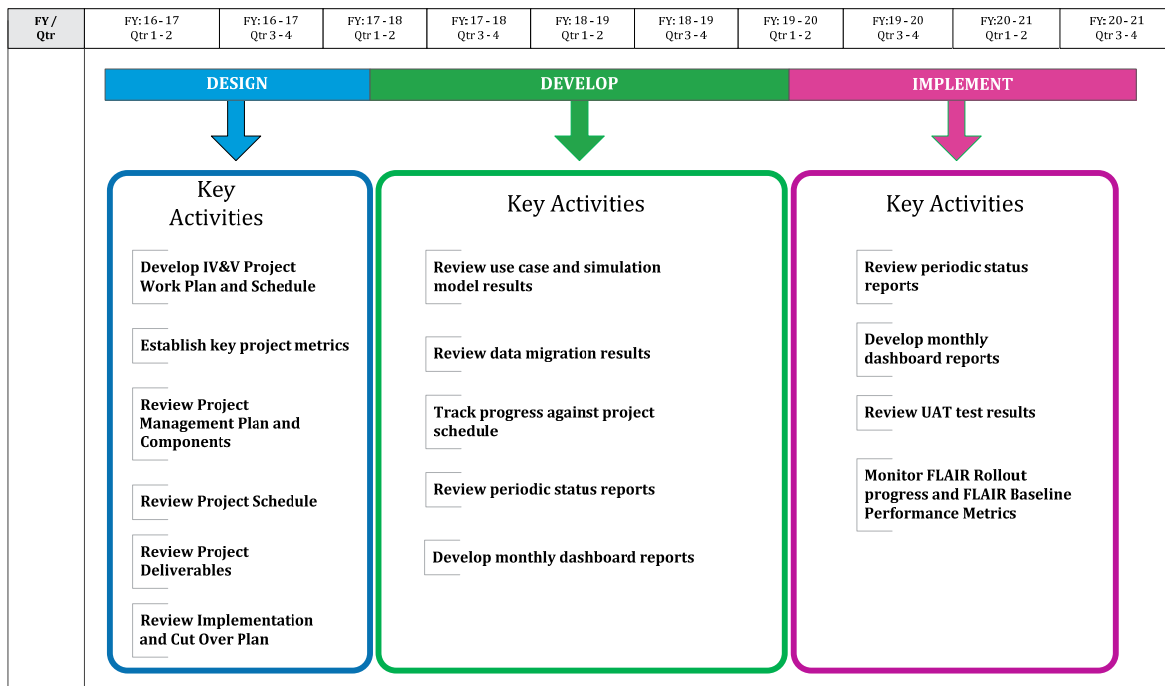 FY /
Qtr
FY: 16 - 17
Qtr 1 - 2
FY: 16 - 17
Qtr 3 - 4
FY: 17 - 18
Qtr 1 - 2
FY: 17 - 18
Qtr 3 - 4
FY: 18 - 19
Qtr 1 - 2
FY: 18 - 19
Qtr 3 - 4
FY: 19 - 20
Qtr 1 - 2
FY:19 - 20
Qtr 3 - 4
FY:20 - 21
Qtr 1 - 2
FY: 20 - 21
Qtr 3 - 4
DESIGN
DEVELOP
IMPLEMENT
Key
Activities
Develop IV&V Project
Work Plan and Schedule
Establish key project metrics
Review Project
Management Plan and
Components
Review Project Schedule
Review Project
Deliverables
Review Implementation
and Cut Over Plan
Key Activities
Review use case and simulation
model results
Review data migration results
Track progress against project
schedule
Review periodic status reports
Develop monthly dashboard reports
Key Activities
Review periodic status
reports
Develop monthly
dashboard reports
Review UAT test results
Monitor FLAIR Rollout
progress and FLAIR Baseline
Performance Metrics